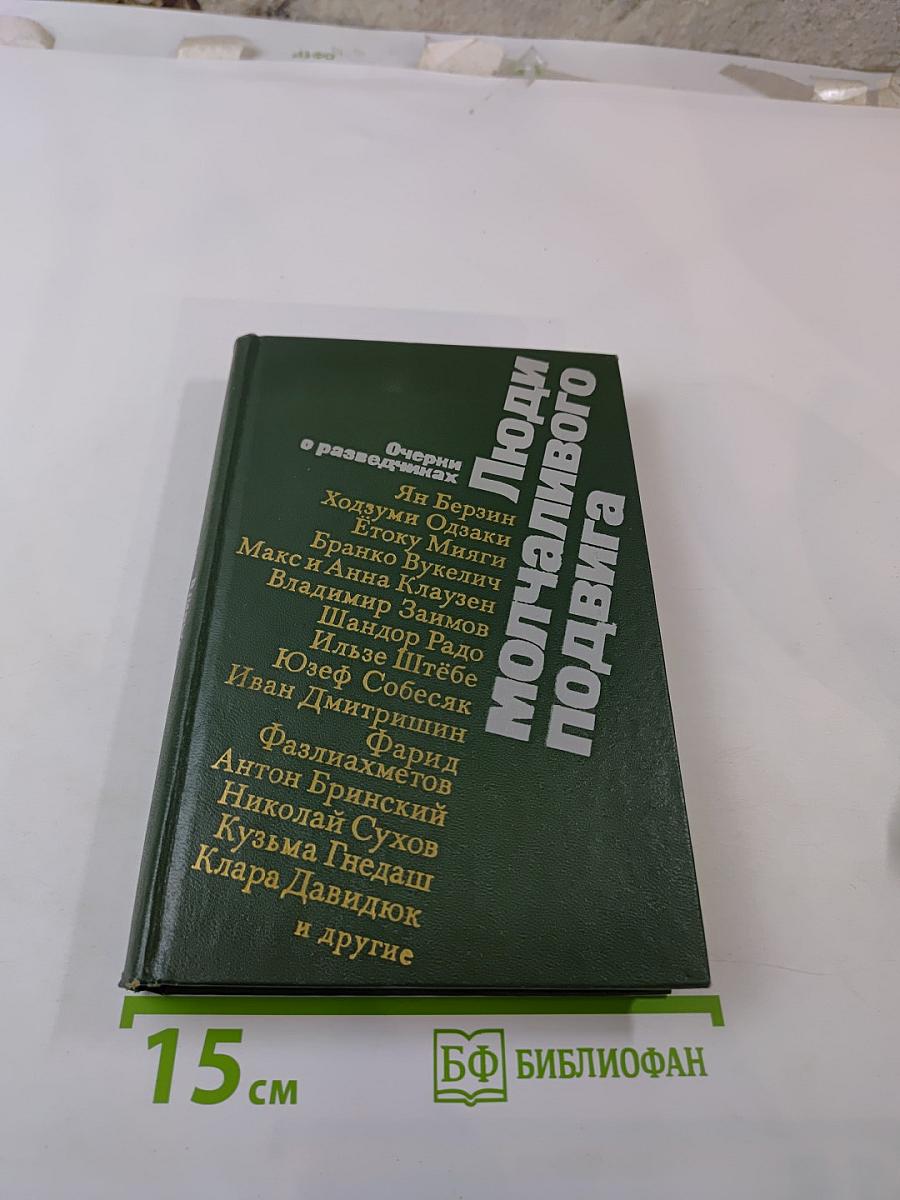 Люди
молчаливого
подвига
Очерки
о разведчиках
Ян Берзин
Ходзуми Одзаки
Ётоку Мияги
Бранко Вукелич
Макс и Анна Клаузен
Владимир Заимов
Шандор Радо
Ильзе Штёбе
Юзеф Собесяк
Иван Дмитришин
Фарид
Фазлиахметов
Антон Бринский
Николай Сухов
Кузьма Гнедаш
Клара Давидюк
и другие
15 см
БФ БИБЛИОФАН